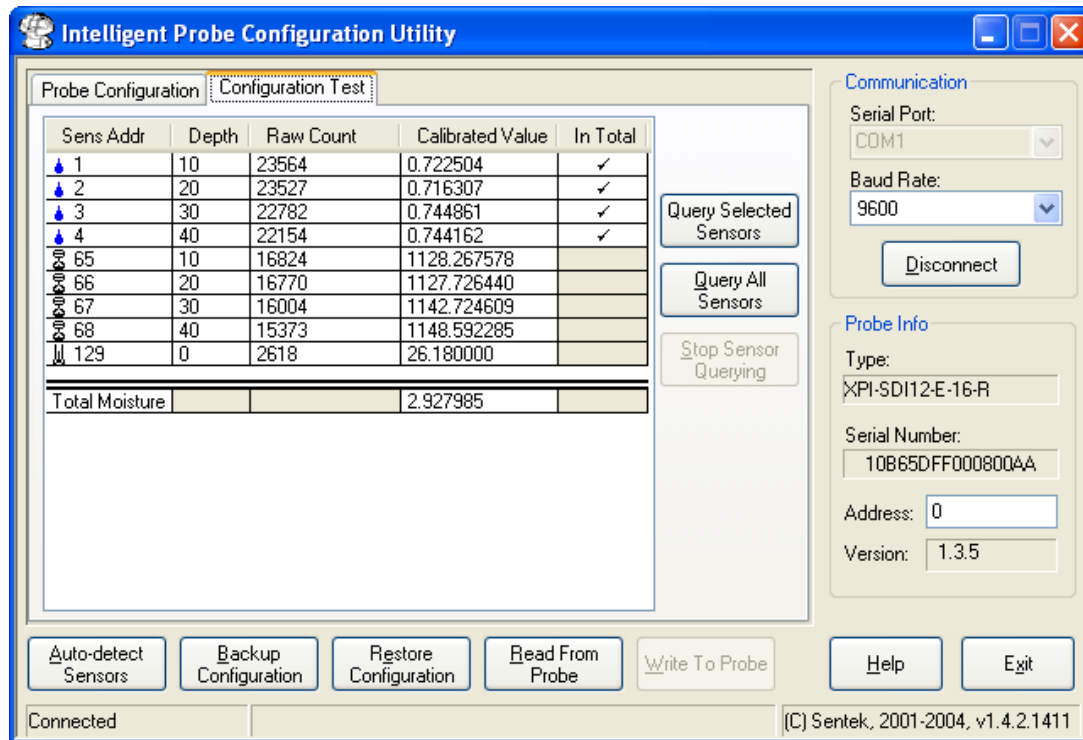 Intelligent Probe Configuration Utility
Probe Configuration Configuration Test
Sens Addr Depth Raw Count Calibrated Value In Total
1 10 23564 0.722504 ✓
2 20 23527 0.716307 ✓
3 30 22782 0.744861 ✓
4 40 22154 0.744162 ✓
65 10 16824 1128.267578
66 20 16770 1127.726440
67 30 16004 1142.724609
68 40 15373 1148.592285
129 0 2618 26.180000
Total Moisture 2.927985
Query Selected
Sensors
Query All
Sensors
Stop Sensor
Querying
Communication
Serial Port:
COM1
Baud Rate:
9600
Disconnect
Probe Info
Type:
XPI-SDI12-E-16-R
Serial Number:
10B65DFF000800AA
Address: 0
Version: 1.3.5
Auto-detect
Sensors
Backup
Configuration
Restore
Configuration
Read From
Probe
Write To Probe
Help
Exit
Connected
(C) Sentek, 2001-2004, v1.4.2.1411